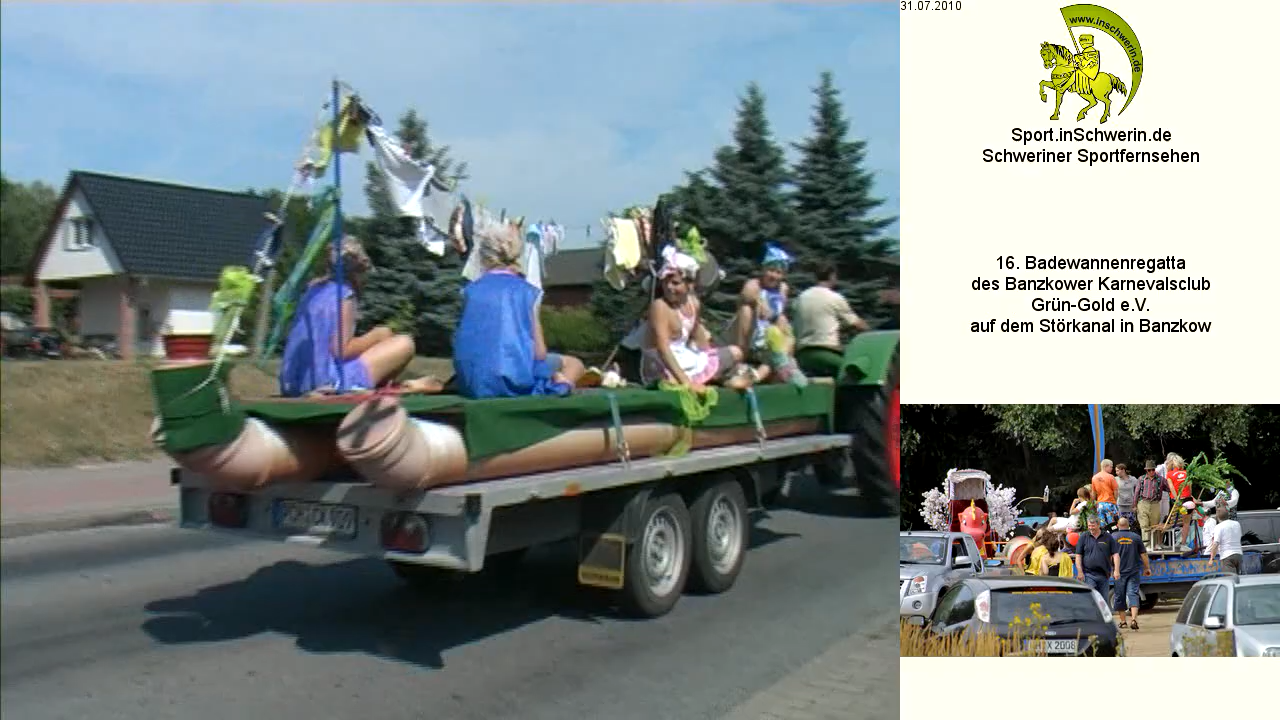 31.07.2010
www.inschwerin.de
Sport.inSchwerin.de
Schweriner Sportfernsehen
16. Badewannenregatta
des Banzkower Karnevalsclub
Grün-Gold e.V.
auf dem Störkanal in Banzkow
X 2008